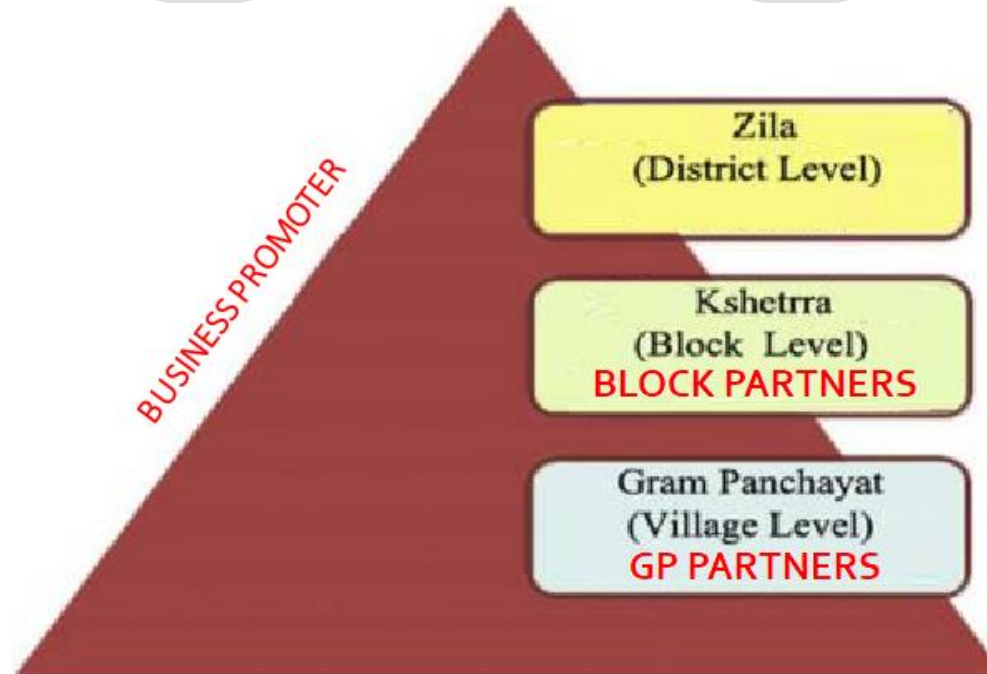 BUSINESS PROMOTER
Zila
(District Level)
Kshetrra
(Block Level)
BLOCK PARTNERS
Gram Panchayat
(Village Level)
GP PARTNERS